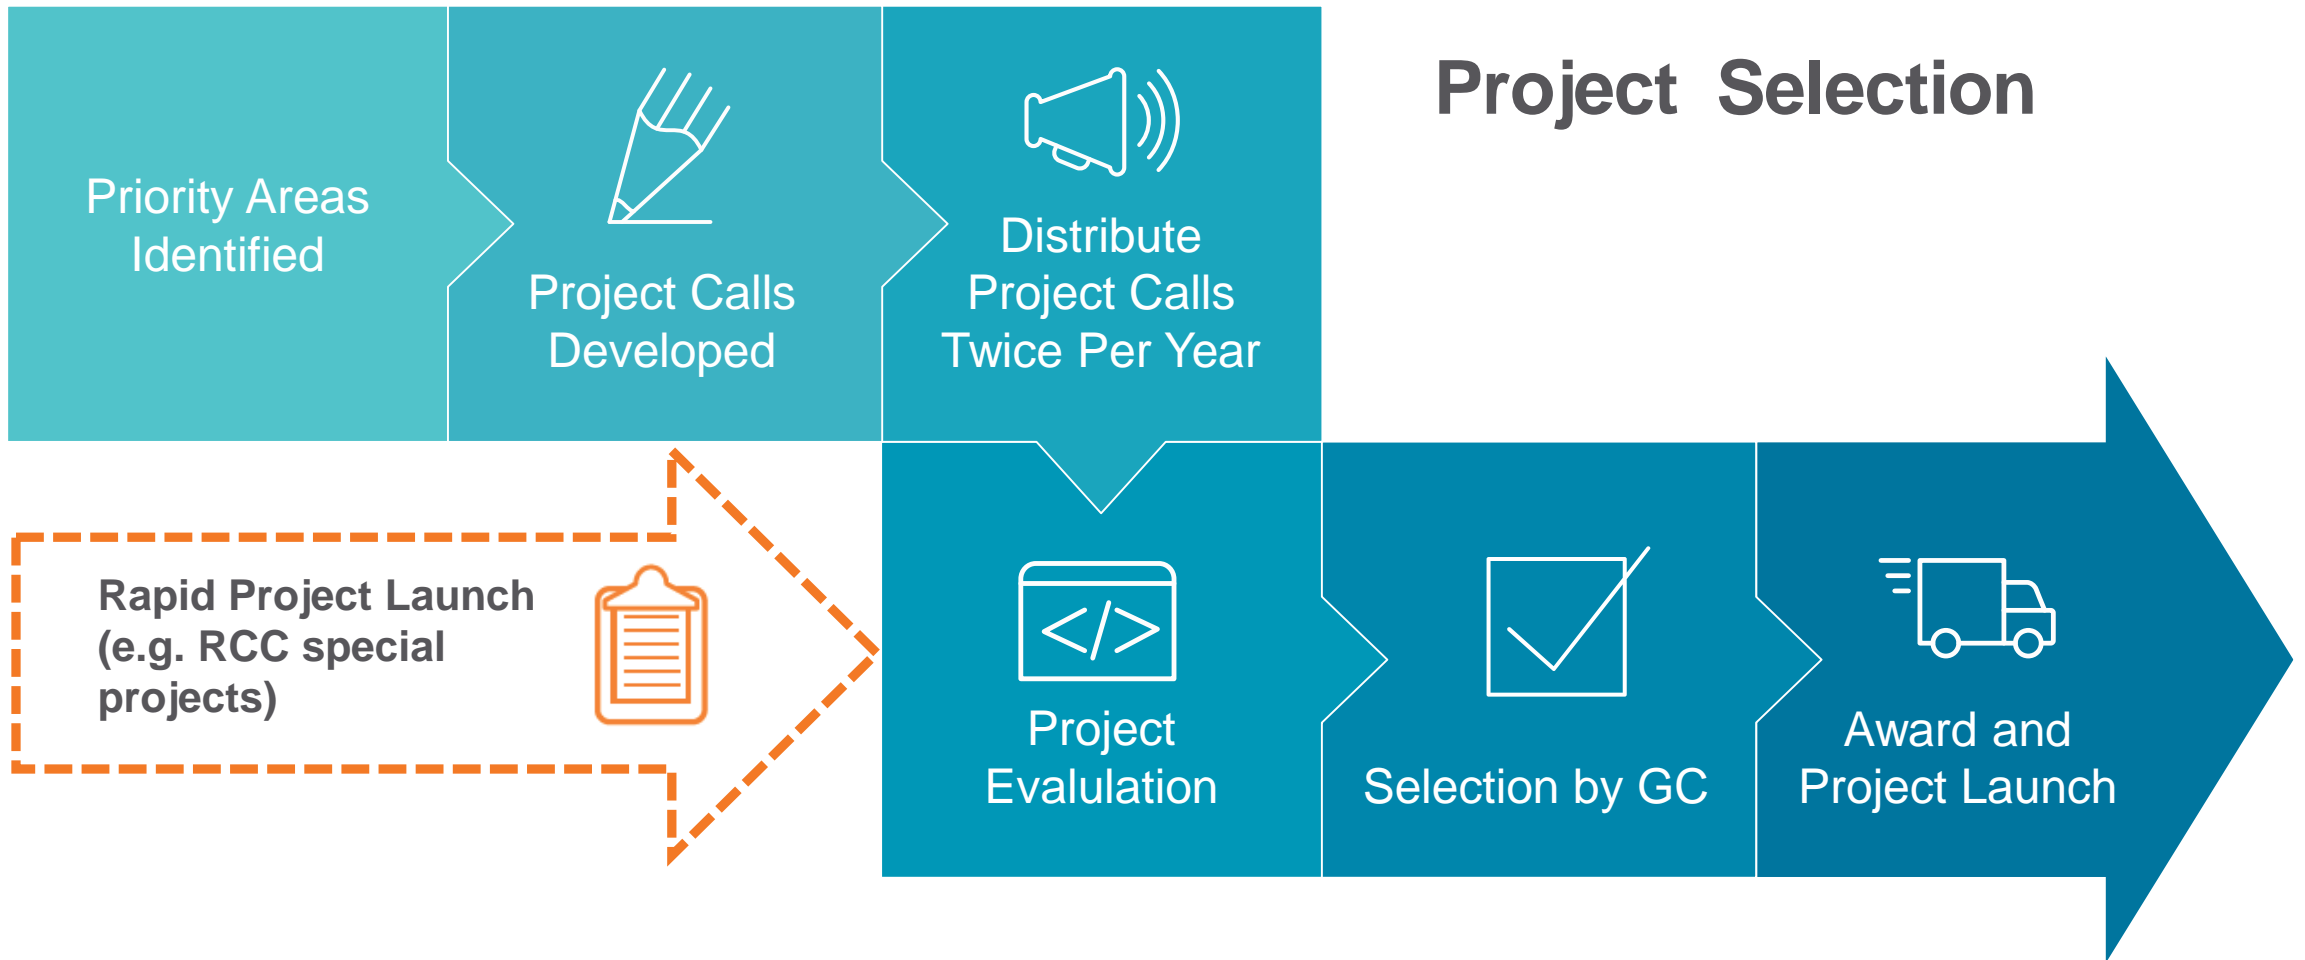 Project Selection
Priority Areas
Identified
Project Calls
Developed
Distribute
Project Calls
Twice Per Year
Rapid Project Launch
(e.g. RCC special
projects)
</>
Project
Evalulation
Selection by GC
Award and
Project Launch